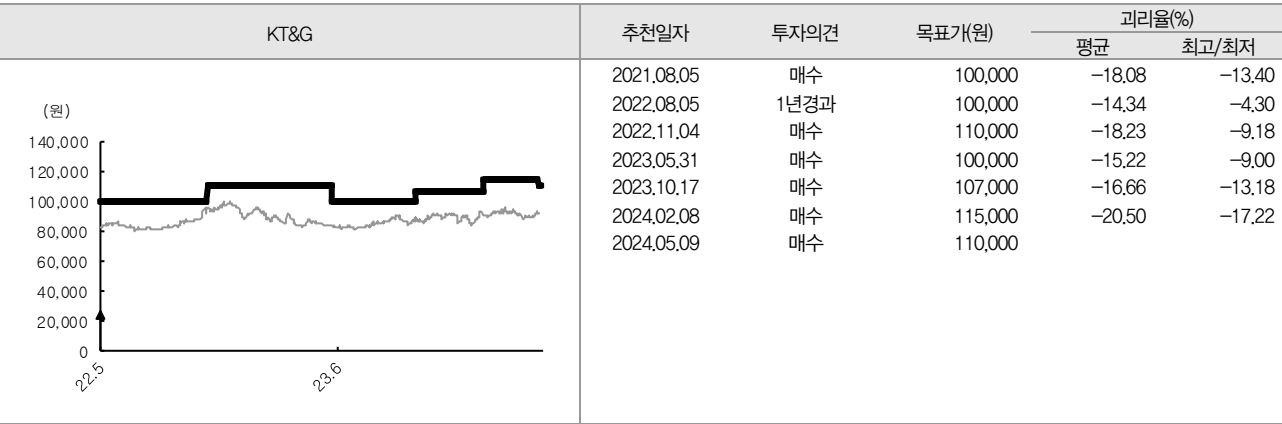 KT&G
추천일자 투자의견 목표가(원) 괴리율(%)
평균 최고/최저
2021.08.05 매수 100,000 -18.08 -13.40
2022.08.05 1년경과 100,000 -14.34 -4.30
2022.11.04 매수 110,000 -18.23 -9.18
2023.05.31 매수 100,000 -15.22 -9.00
2023.10.17 매수 107,000 -16.66 -13.18
2024.02.08 매수 115,000 -20.50 -17.22
2024.05.09 매수 110,000
(원)
140,000
120,000
100,000
80,000
60,000
40,000
20,000
0
22.5 23.6